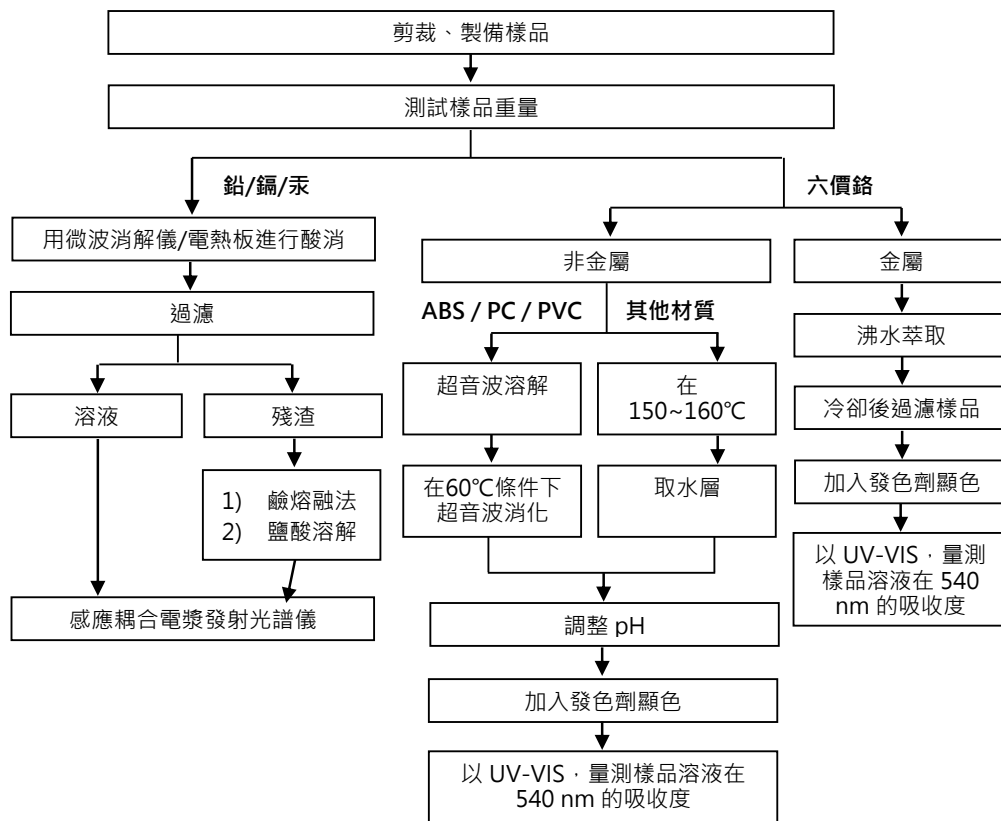 剪裁、製備樣品
測試樣品重量
鉛/鎘/汞
六價鉻
用微波消解儀/電熱板進行酸消
非金屬
金屬
過濾
ABS / PC / PVC
其他材質
沸水萃取
超音波溶解
在
150~160℃
溶液
殘渣
冷卻後過濾樣品
1) 鹼熔融法
2) 鹽酸溶解
在60℃條件下
超音波消化
取水層
加入發色劑顯色
以 UV-VIS，量測
樣品溶液在 540
nm 的吸收度
感應耦合電漿發射光譜儀
調整 pH
加入發色劑顯色
以 UV-VIS，量測樣品溶液在
540 nm 的吸收度